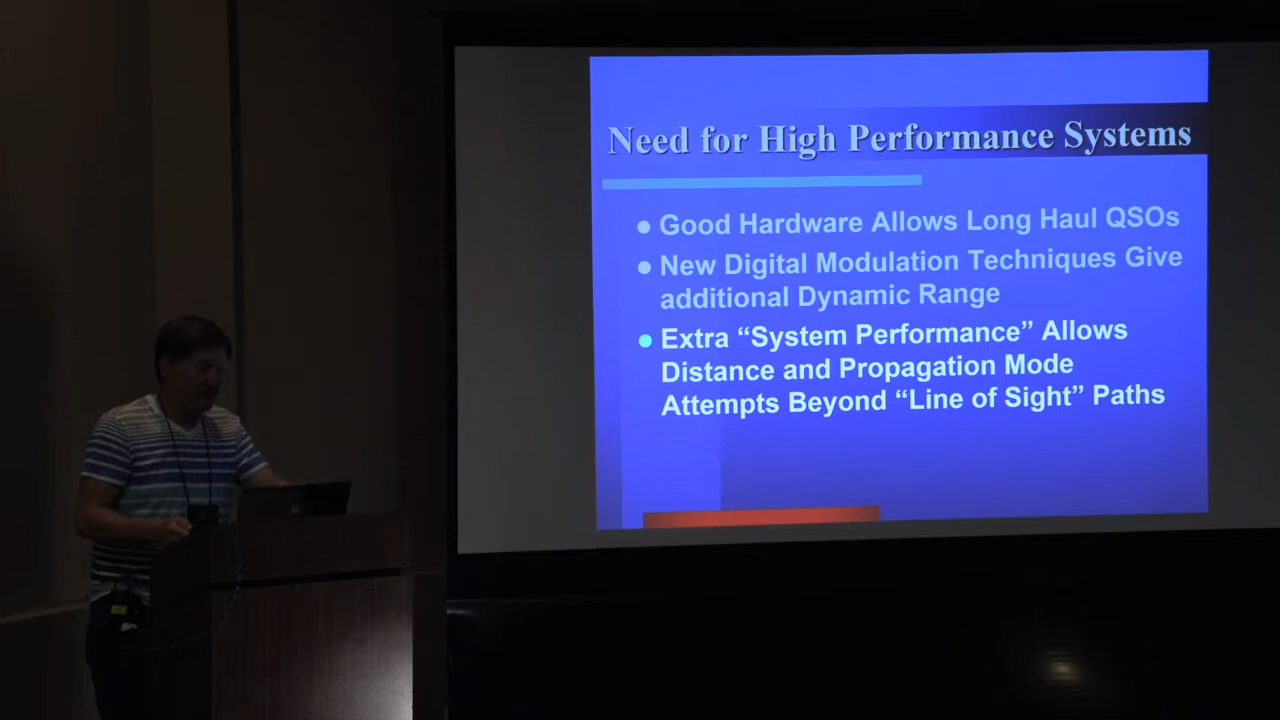 Need for High Performance Systems
Good Hardware Allows Long Haul QSOs
New Digital Modulation Techniques Give
additional Dynamic Range
Extra “System Performance” Allows
Distance and Propagation Mode
Attempts Beyond “Line of Sight” Paths